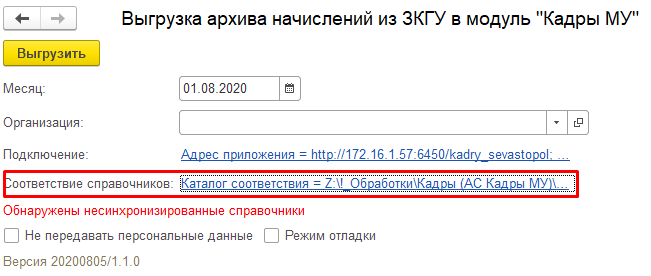 Выгрузка архива начислений из ЗКГУ в модуль "Кадры МУ"
Выгрузить
Месяц: 01.08.2020
Организация:
Подключение: Адрес приложения = http://172.16.1.57:6450/kadry_sevastopol; ...
Соответствие справочников: Каталог соответствия = Z:\!_Обработки\Кадры (АС Кадры МУ)\...
Обнаружены несинхронизированные справочники
Не передавать персональные данные Режим отладки
Версия 20200805/1.1.0